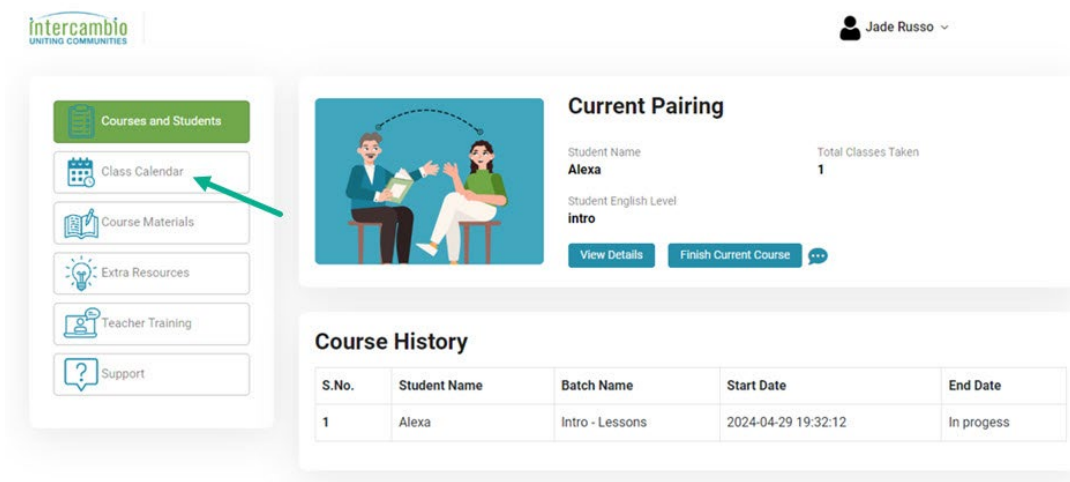 intercambio
UNITING COMMUNITIES
Jade Russo
Courses and Students
Class Calendar
Course Materials
Extra Resources
Teacher Training
Support
Current Pairing
Student Name
Total Classes Taken
Alexa
1
Student English Level
intro
View Details
Finish Current Course
Course History
S.No. Student Name Batch Name Start Date End Date
1 Alexa Intro - Lessons 2024-04-29 19:32:12 In progess